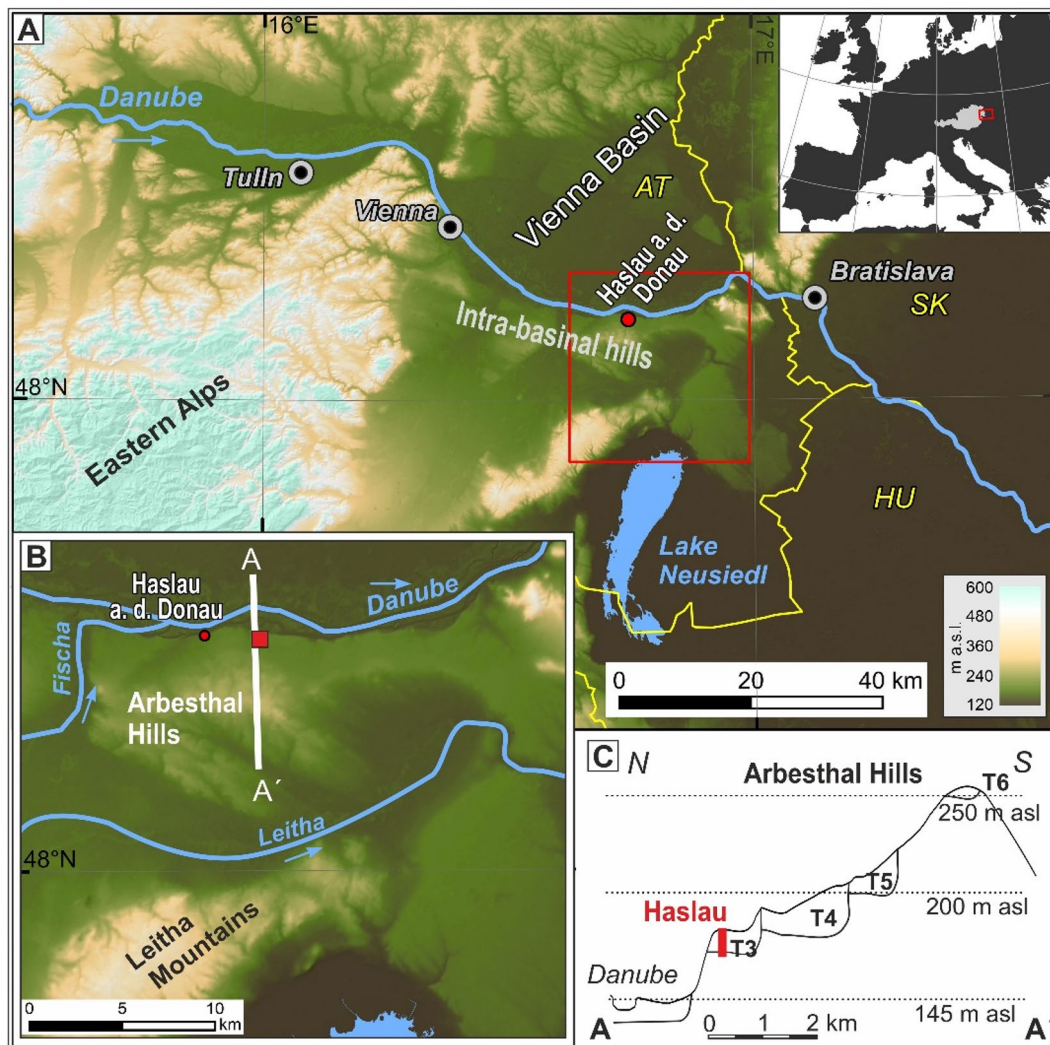 A
16°E
17°E
Danube
Tulln
Vienna
Vienna Basin
AT
Haslau a. d.
Donau
Bratislava
SK
Intra-basinal hills
48°N
Eastern Alps
HU
Lake
Neusiedl
0 20 40 km
m a.s.l.
600
480
360
240
120
B
A
Haslau
a. d. Donau
Danube
Fischa
Arbesthal
Hills
A´
Leitha
48°N
Leitha
Mountains
0 5 10
km
C
N
Arbesthal Hills
S
T6
250 m asl
T5
200 m asl
T4
Haslau
T3
Danube
145 m asl
A
0 1 2 km
A´